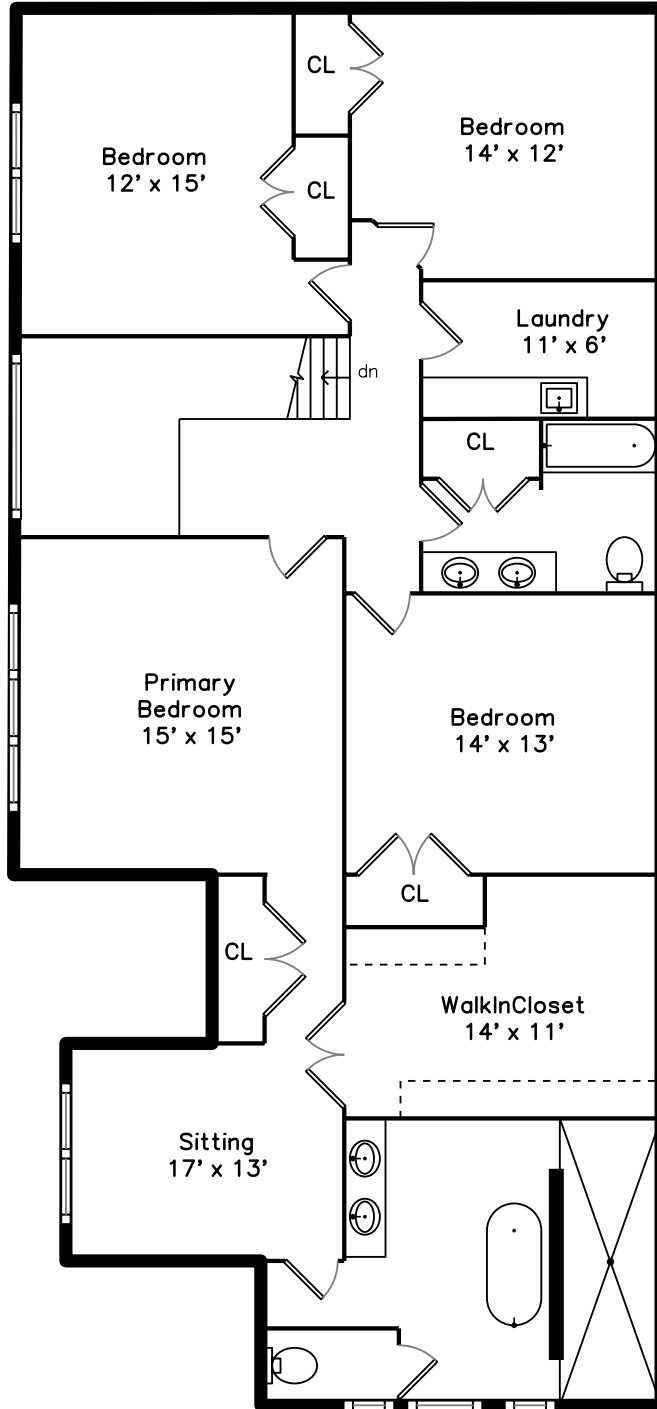 CL
Bedroom
14' x 12'
Bedroom
12' x 15'
CL
Laundry
11' x 6'
dn
CL
Primary
Bedroom
15' x 15'
Bedroom
14' x 13'
CL
CL
WalkInCloset
14' x 11'
Sitting
17' x 13'